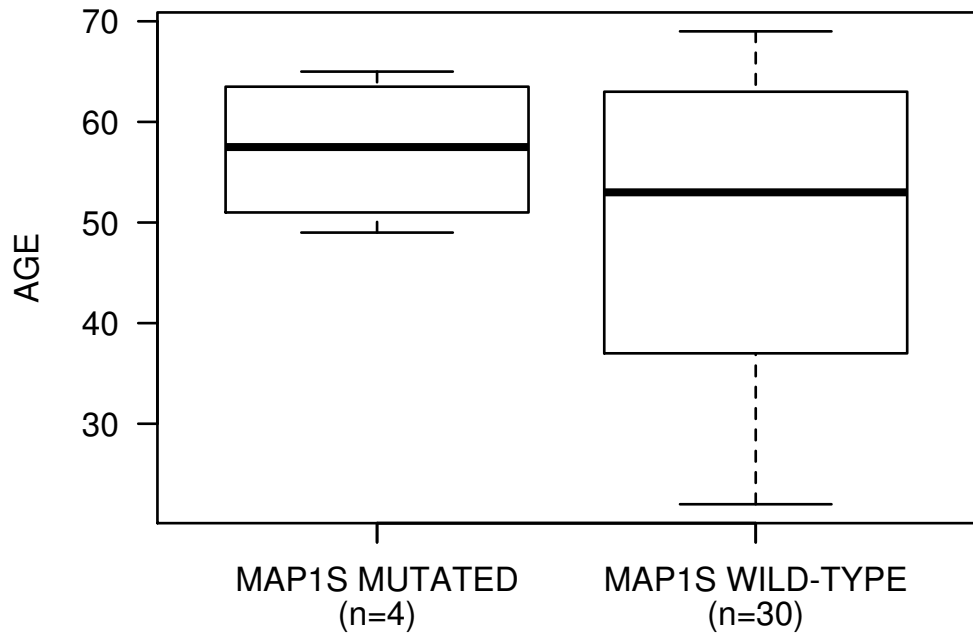 70
60
50
40
30
AGE
MAP1S MUTATED
(n=4)
MAP1S WILD-TYPE
(n=30)